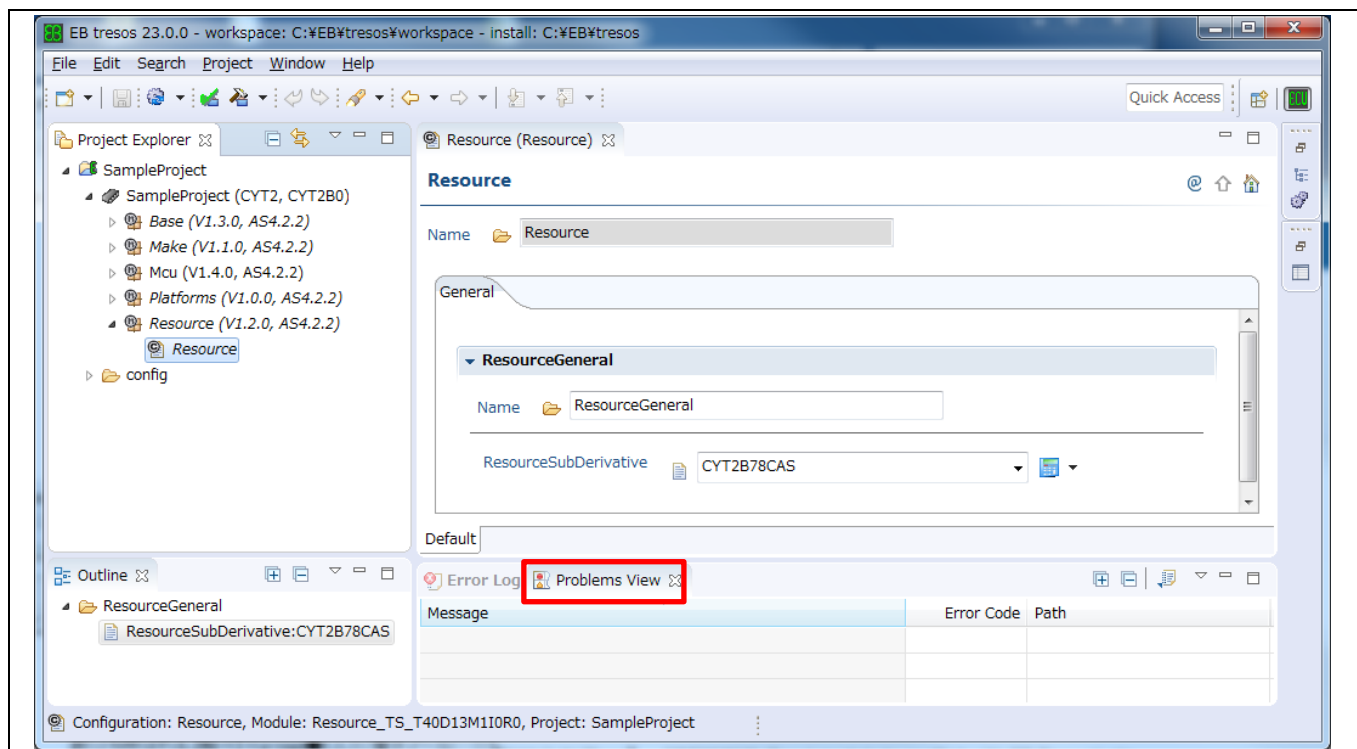 EB tresos 23.0.0 - workspace: C:¥EB¥tresos¥workspace - install: C:¥EB¥tresos
File Edit Search Project Window Help
Quick Access
ECU
Project Explorer
SampleProject
SampleProject (CYT2, CYT2B0)
Base (V1.3.0, AS4.2.2)
Make (V1.1.0, AS4.2.2)
Mcu (V1.4.0, AS4.2.2)
Platforms (V1.0.0, AS4.2.2)
Resource (V1.2.0, AS4.2.2)
Resource
config
Resource (Resource)
Resource
Name Resource
General
ResourceGeneral
Name ResourceGeneral
ResourceSubDerivative CYT2B78CAS
Default
Outline
ResourceGeneral
ResourceSubDerivative:CYT2B78CAS
Error Log Problems View
Message Error Code Path
Configuration: Resource, Module: Resource_TS_T40D13M1I0R0, Project: SampleProject